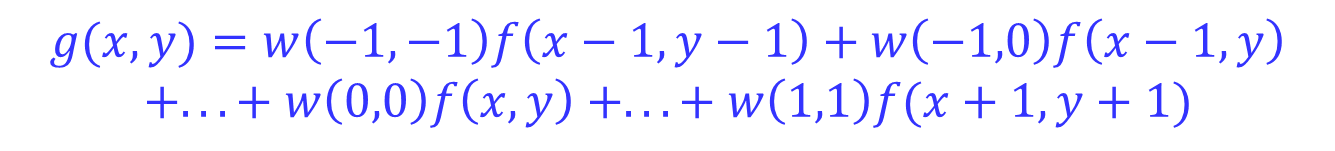 g(x, y) = w(−1, −1)f(x − 1, y − 1) + w(−1,0)f(x − 1, y)
+...+ w(0,0)f(x, y) +...+ w(1,1)f(x + 1, y + 1)